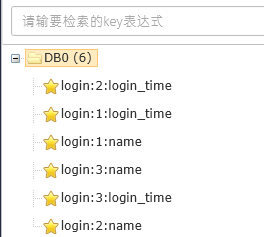 请输要检索的key表达式
DB0 (6)
login:2:login_time
login:1:login_time
login:1:name
login:3:name
login:3:login_time
login:2:name